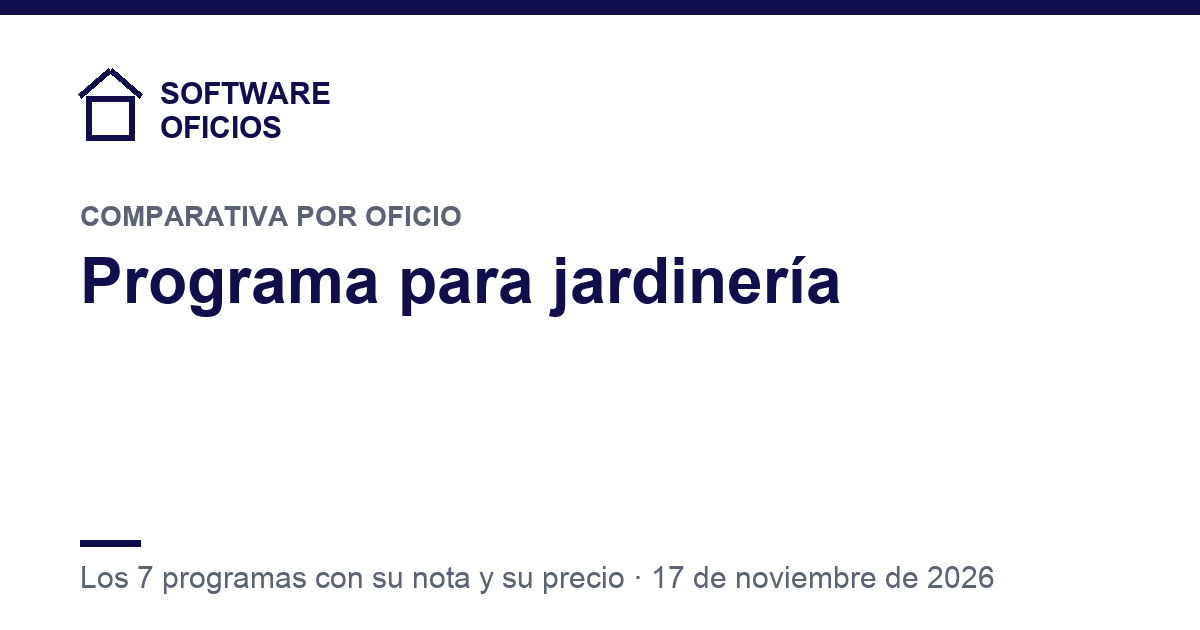 SOFTWARE
OFICIOS
COMPARATIVA POR OFICIO
Programa para jardinería
Los 7 programas con su nota y su precio · 17 de noviembre de 2026